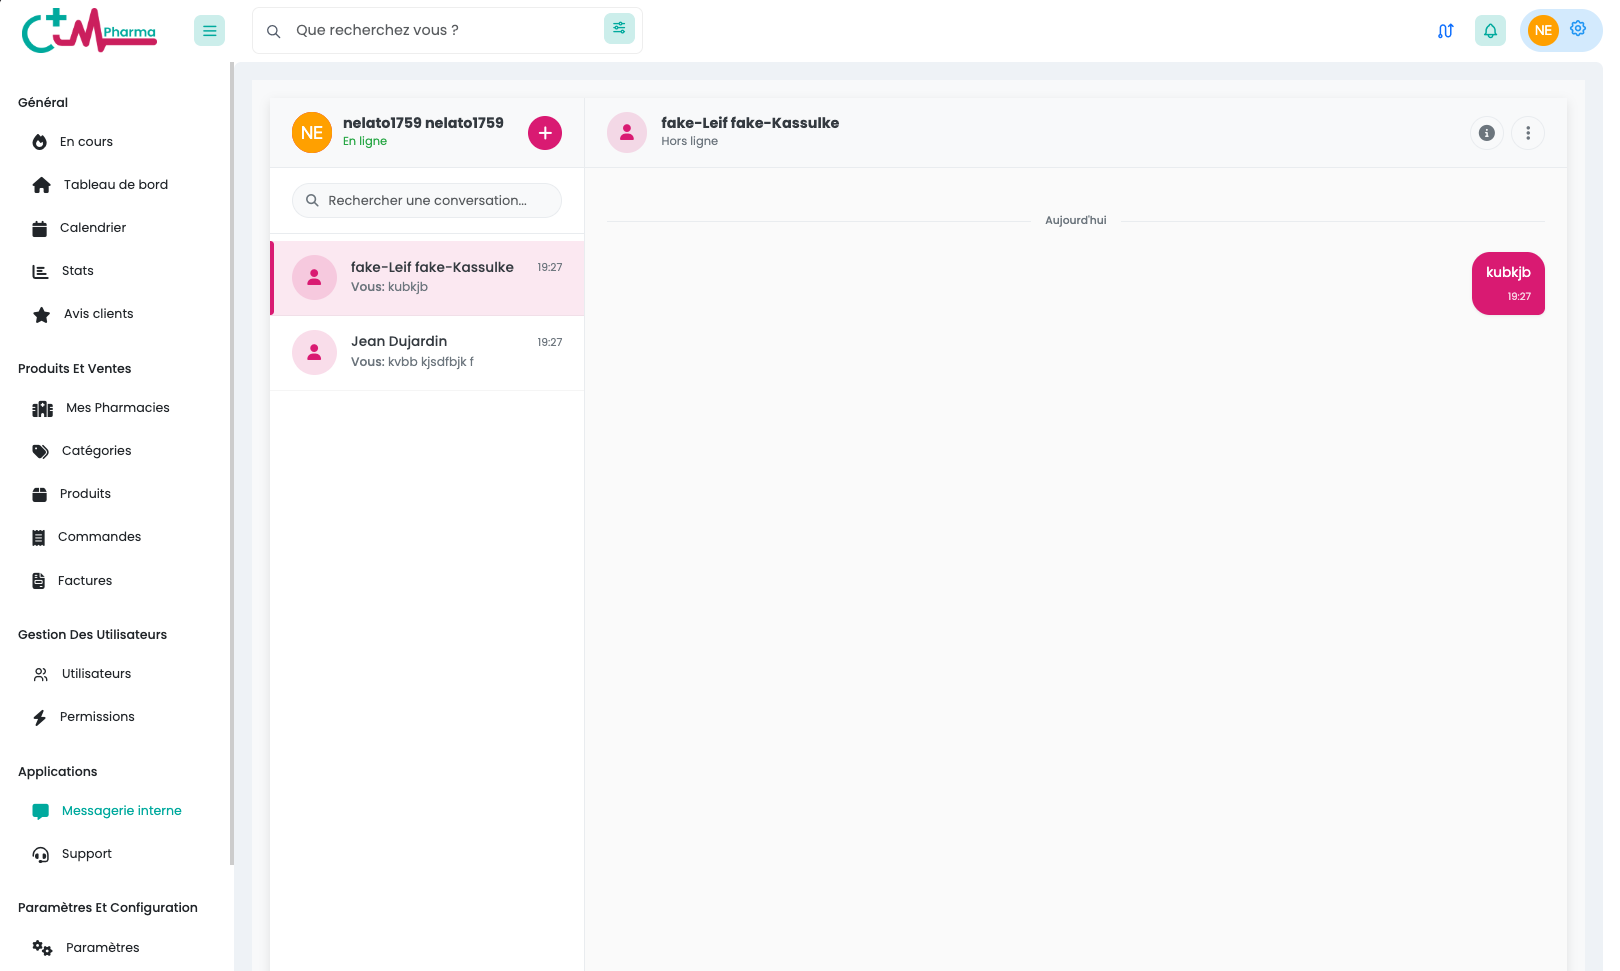 Pharma
Que recherchez vous ?
NE
Général
En cours
Tableau de bord
Calendrier
Stats
Avis clients
Produits Et Ventes
Mes Pharmacies
Catégories
Produits
Commandes
Factures
Gestion Des Utilisateurs
Utilisateurs
Permissions
Applications
Messagerie interne
Support
Paramètres Et Configuration
Paramètres
NE
nelato1759 nelato1759
En ligne
Rechercher une conversation...
fake-Leif fake-Kassulke 19:27
Vous: kubkjb
Jean Dujardin 19:27
Vous: kvbb kjsdfbjk f
fake-Leif fake-Kassulke
Hors ligne
Aujourd'hui
kubkjb
19:27